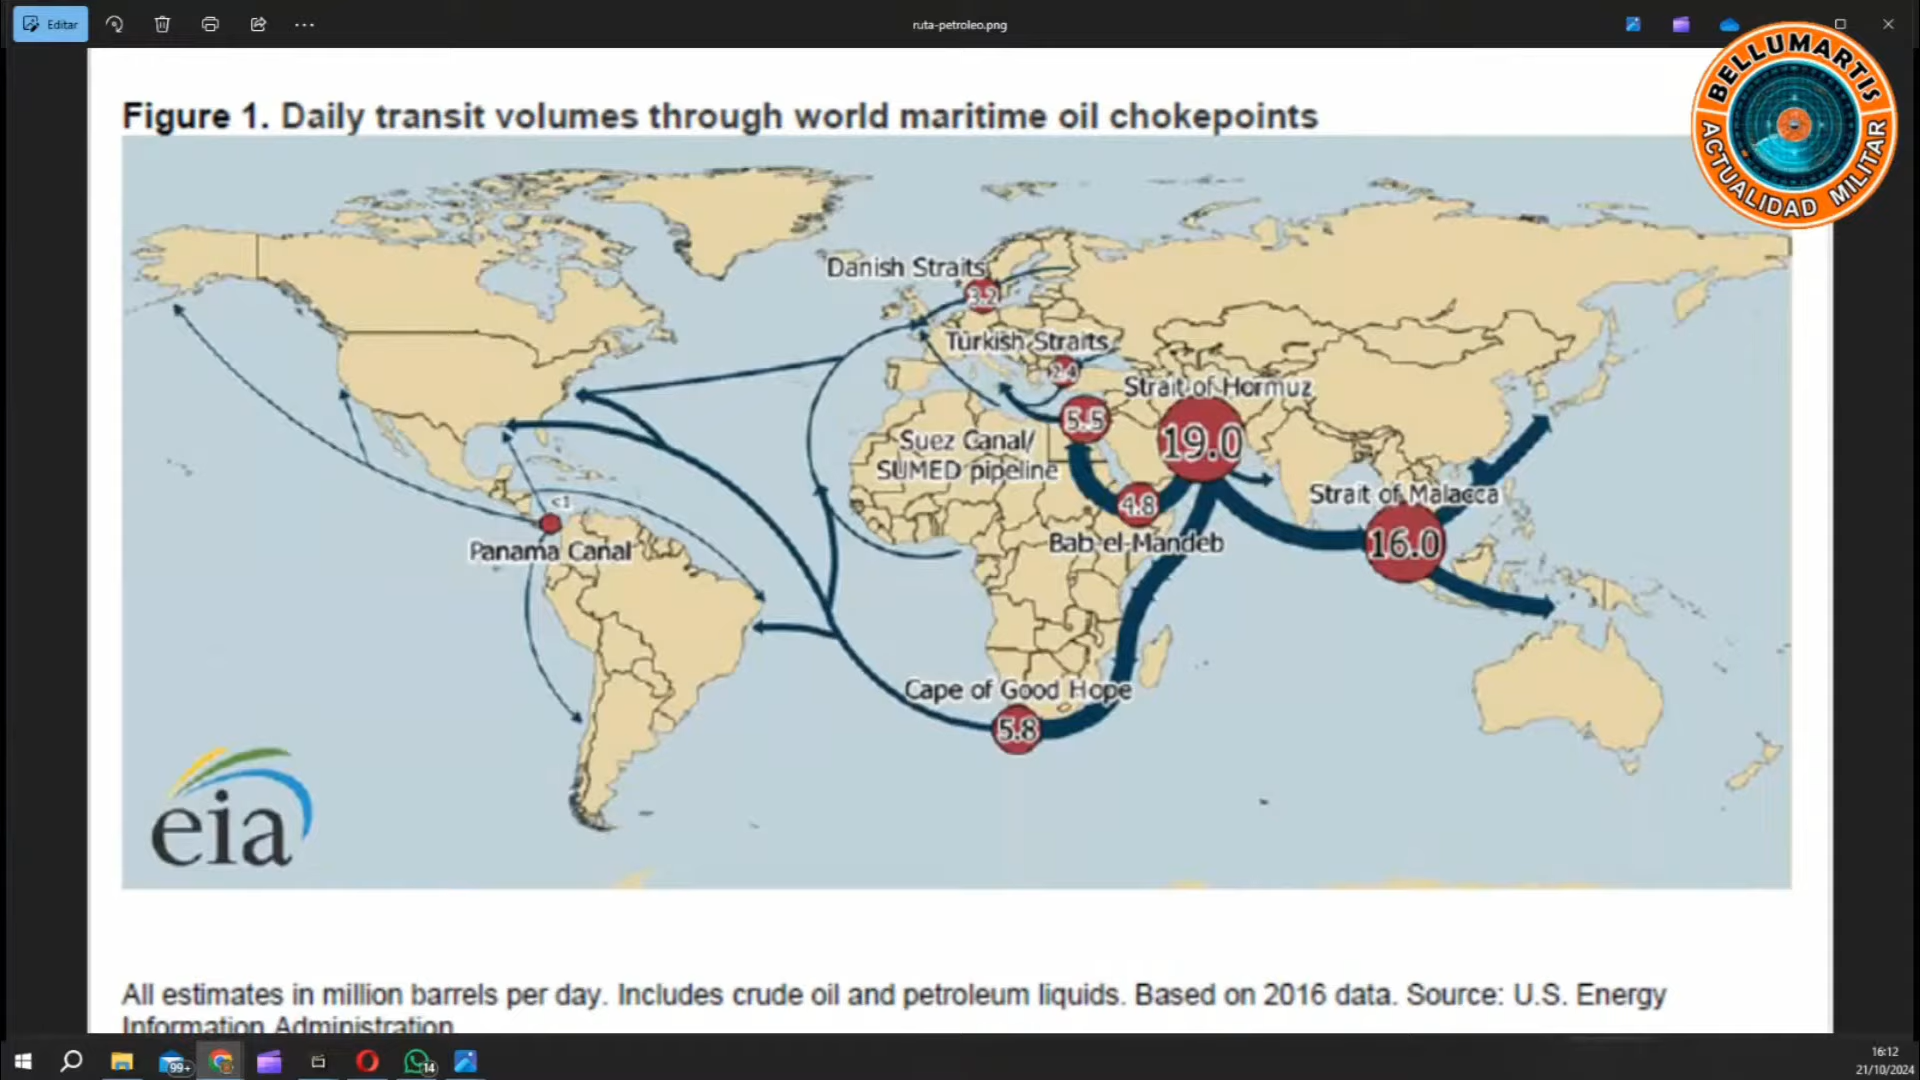 Editar
ruta-petroleo.png
BELLUMARTIS
ACTUALIDAD MILITAR
Figure 1. Daily transit volumes through world maritime oil chokepoints
Danish Straits
3.2
Turkish Straits
2.4
Strait of Hormuz
19.0
5.5
Suez Canal/
SUMED pipeline
4.8
Bab el-Mandeb
Strait of Malacca
16.0
<1
Panama Canal
Cape of Good Hope
5.8
eia
All estimates in million barrels per day. Includes crude oil and petroleum liquids. Based on 2016 data. Source: U.S. Energy
Information Administration
99+
14
16:12
21/10/2024